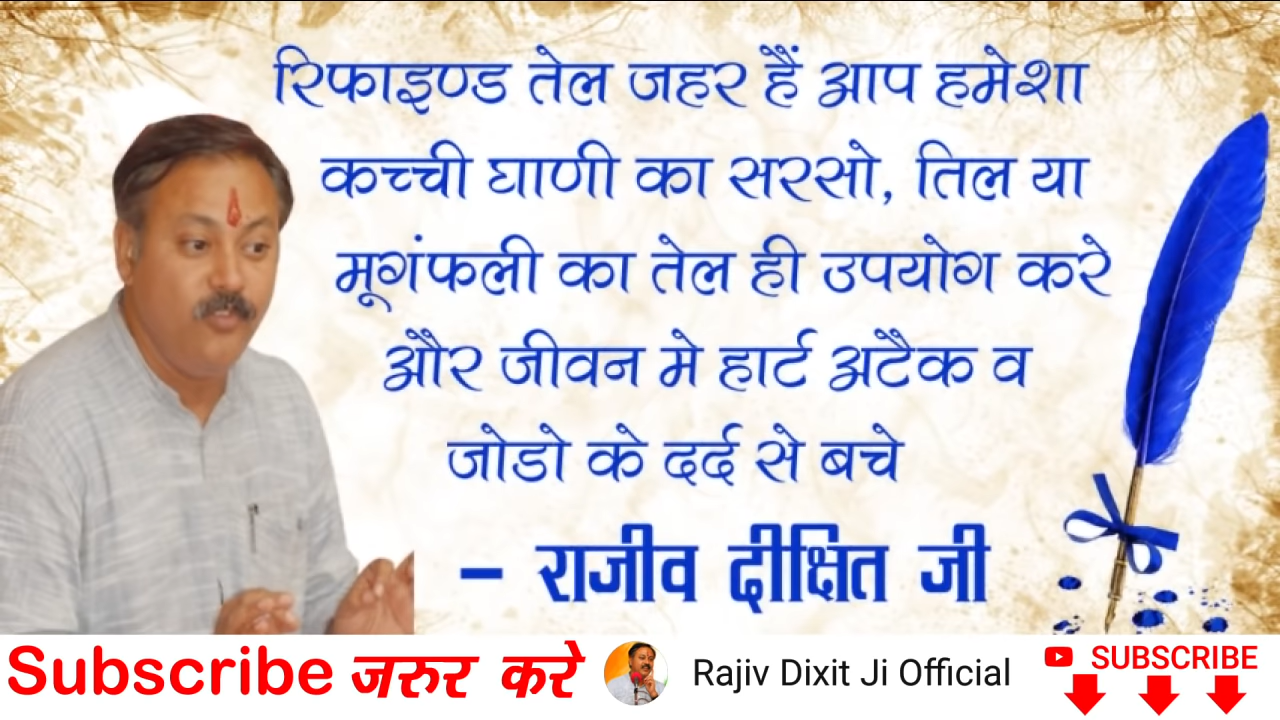 रिफाइण्ड तेल जहर हैं आप हमेशा
कच्ची घाणी का सरसो, तिल या
मूगंफली का तेल ही उपयोग करे
और जीवन मे हार्ट अटैक व
जोडो के दर्द से बचे
– राजीव दीक्षित जी
Subscribe जरुर करे Rajiv Dixit Ji Official SUBSCRIBE